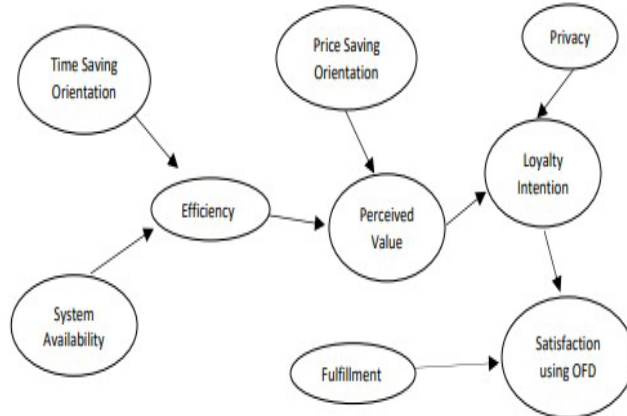 Time Saving
Orientation
Price Saving
Orientation
Privacy
Loyalty
Intention
Efficiency
Perceived
Value
System
Availability
Satisfaction
using OFD
Fulfillment